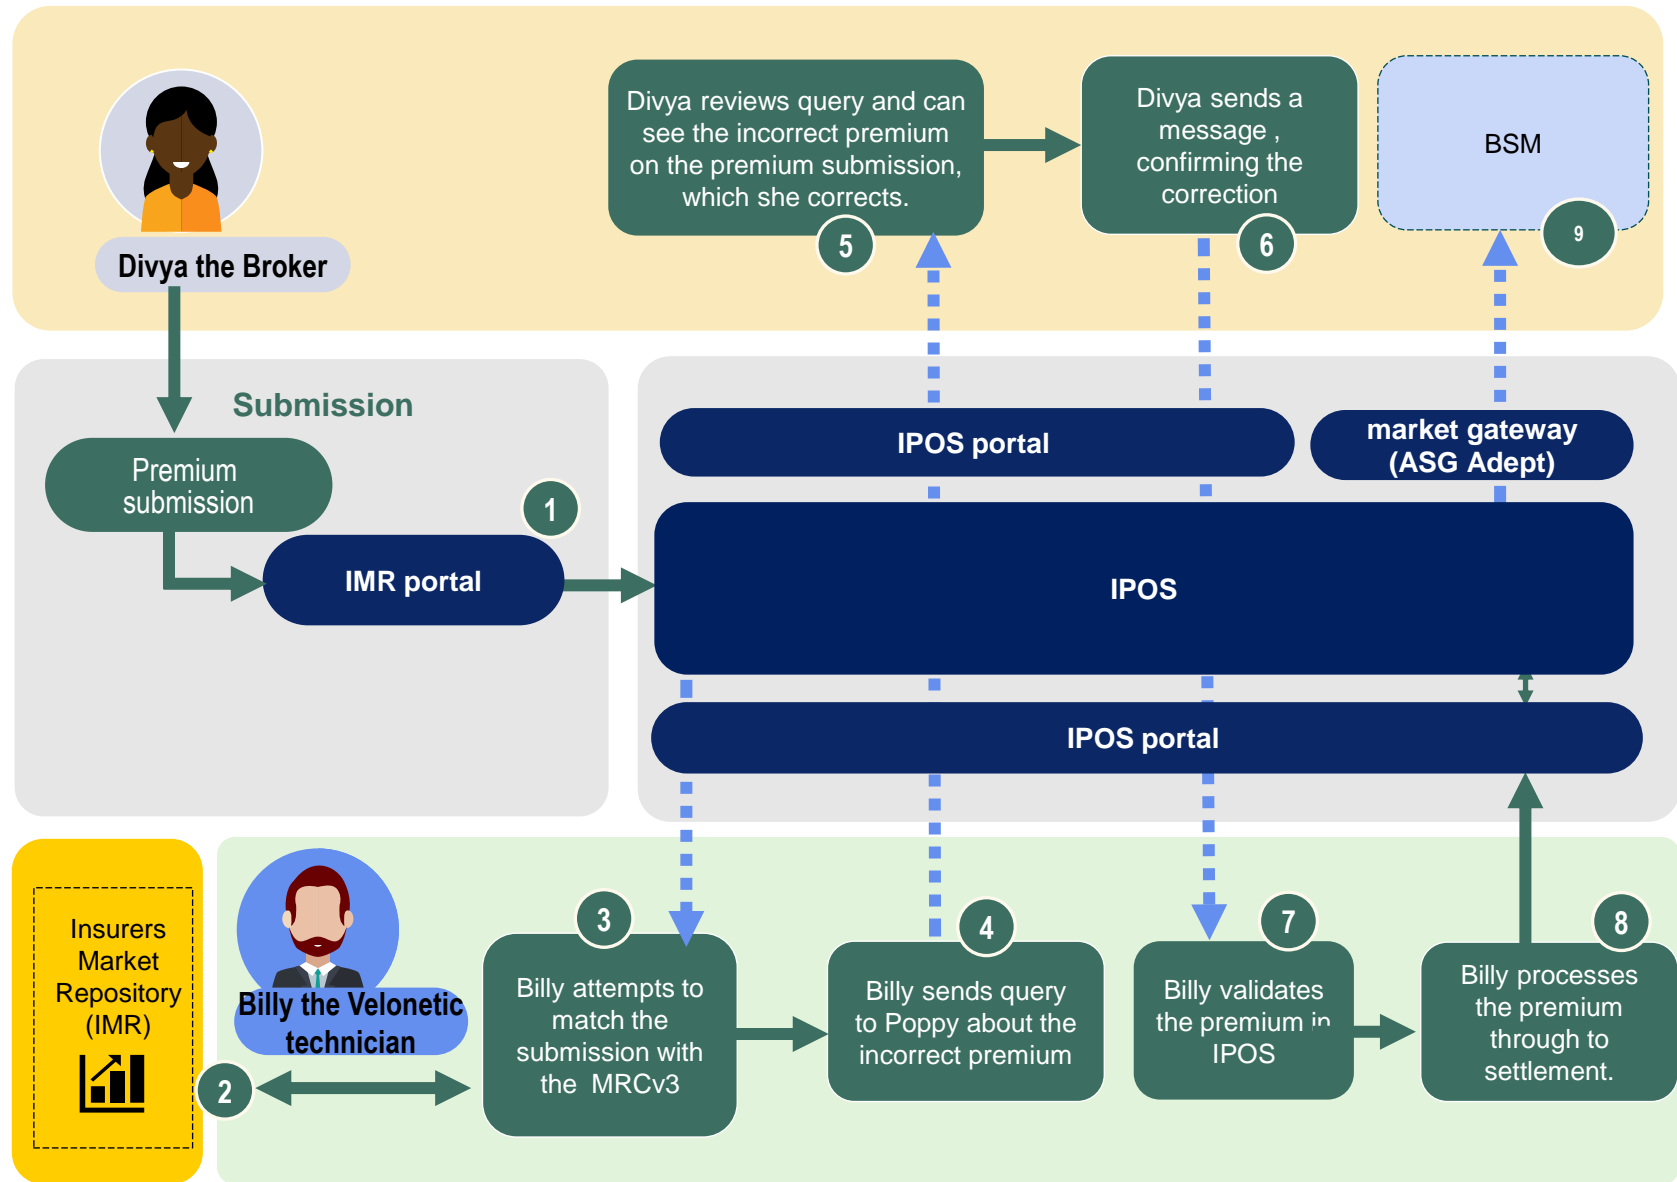 Divya the Broker
Divya reviews query and can
see the incorrect premium
on the premium submission,
which she corrects.
5
Divya sends a
message ,
confirming the
correction
6
BSM
9
Submission
Premium
submission
1
IMR portal
IPOS portal
market gateway
(ASG Adept)
IPOS
IPOS portal
Insurers
Market
Repository
(IMR)
2
Billy the Velonetic
technician
3
Billy attempts to
match the
submission with
the MRCv3
4
Billy sends query
to Poppy about the
incorrect premium
7
Billy validates
the premium in
IPOS
8
Billy processes
the premium
through to
settlement.